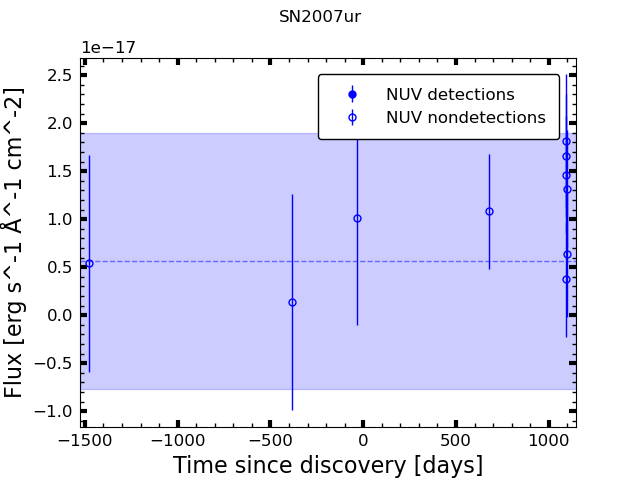 SN2007ur
1e−17
NUV detections
NUV nondetections
2.5
2.0
1.5
1.0
0.5
0.0
−0.5
−1.0
Flux [erg s^-1 Å^-1 cm^-2]
−1500 −1000 −500 0 500 1000
Time since discovery [days]